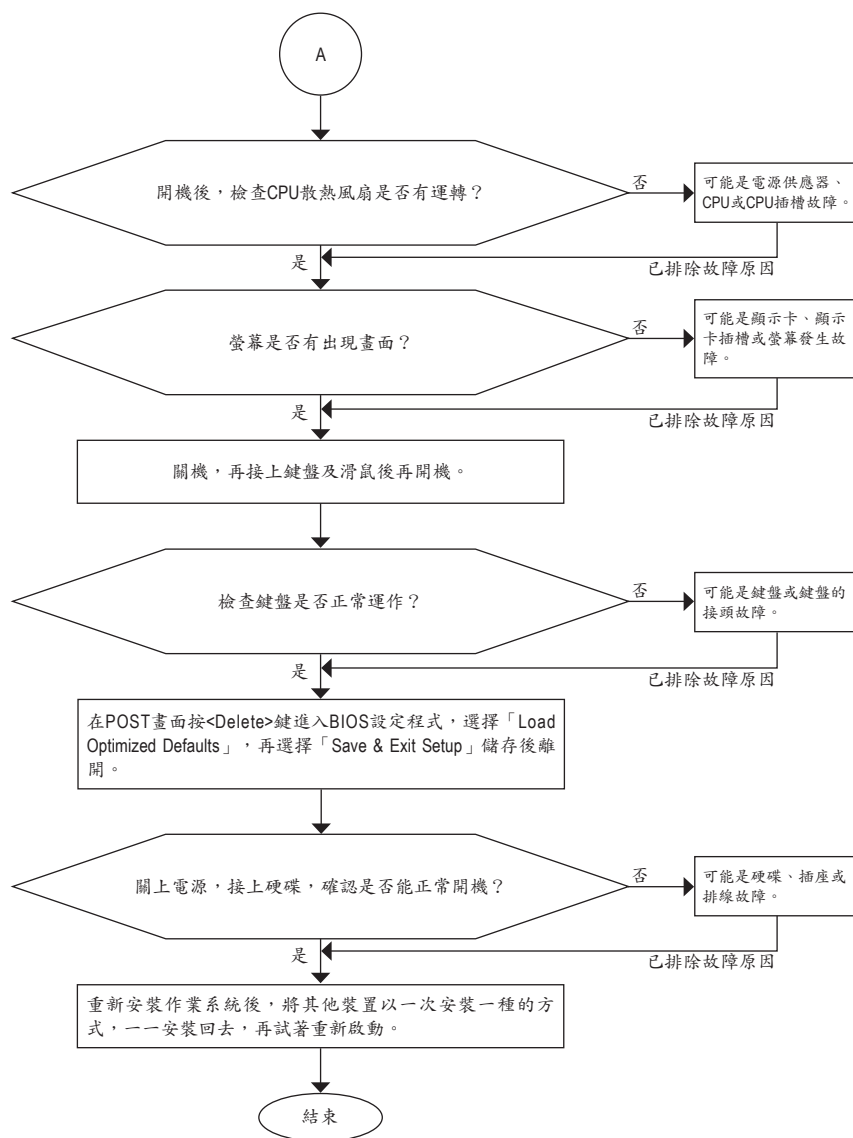 A
開機後，檢查CPU散熱風扇是否有運轉？
否
可能是電源供應器、
CPU或CPU插槽故障。
是
已排除故障原因
螢幕是否有出現畫面？
否
可能是顯示卡、顯示
卡插槽或螢幕發生故
障。
是
已排除故障原因
關機，再接上鍵盤及滑鼠後再開機。
檢查鍵盤是否正常運作？
否
可能是鍵盤或鍵盤的
接頭故障。
是
已排除故障原因
在POST畫面按<Delete>鍵進入BIOS設定程式，選擇「Load
Optimized Defaults」，再選擇「Save & Exit Setup」儲存後離
開。
關上電源，接上硬碟，確認是否能正常開機？
否
可能是硬碟、插座或
排線故障。
是
已排除故障原因
重新安裝作業系統後，將其他裝置以一次安裝一種的方
式，一一安裝回去，再試著重新啟動。
結束